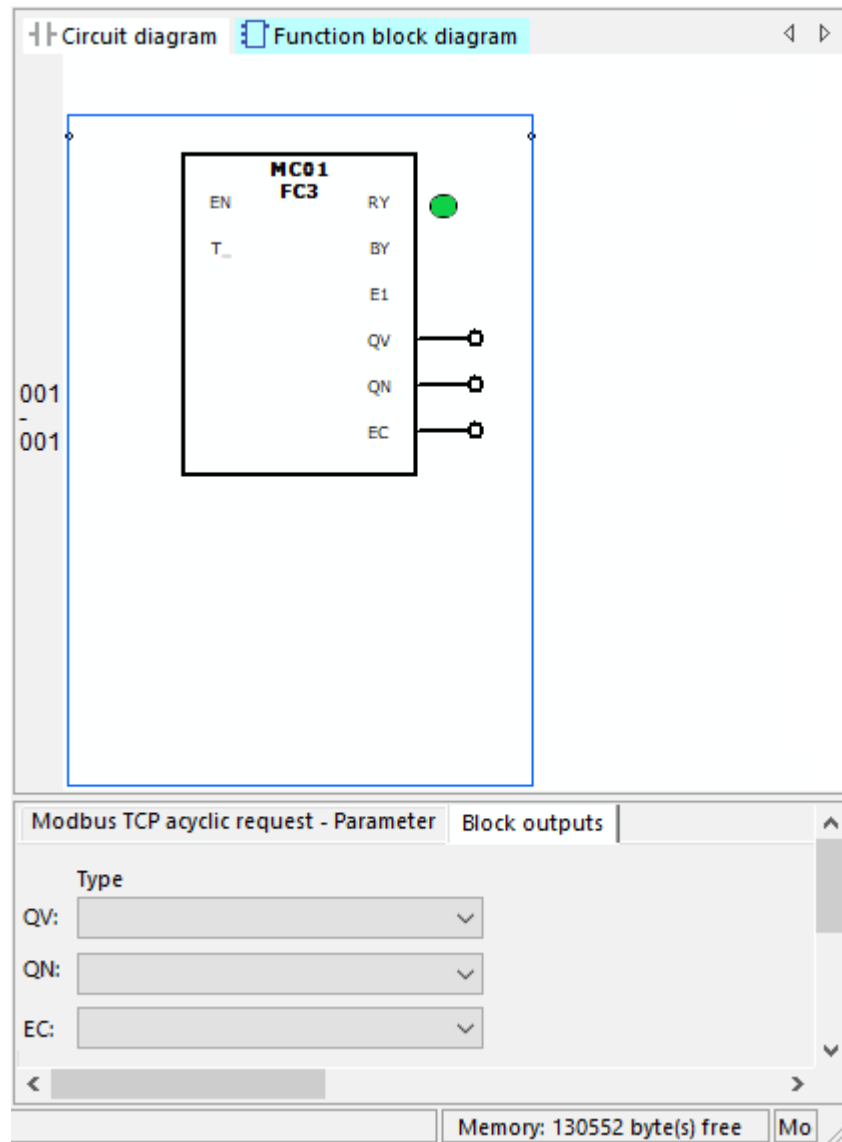 Circuit diagram Function block diagram
MC01
FC3
EN RY
T_ BY
E1
QV
QN
EC
001
-
001
Modbus TCP acyclic request - Parameter Block outputs
Type
QV:
QN:
EC:
Memory: 130552 byte(s) free Mo